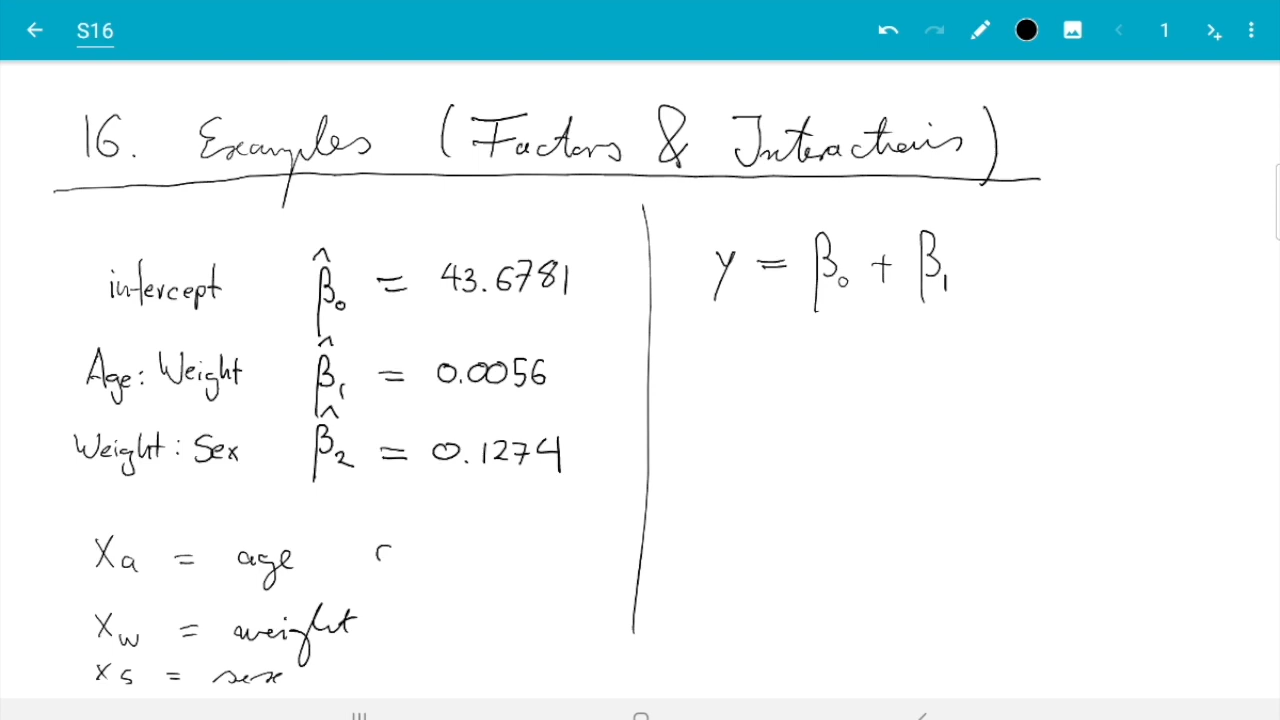 S16
1
16. Examples (Factors & Interactions)
intercept β̂₀ = 43.6781
Age: Weight β̂₁ = 0.0056
Weight: Sex β̂₂ = 0.1274
Xa = age
Xw = weight
xs = sex
y = β₀ + β₁